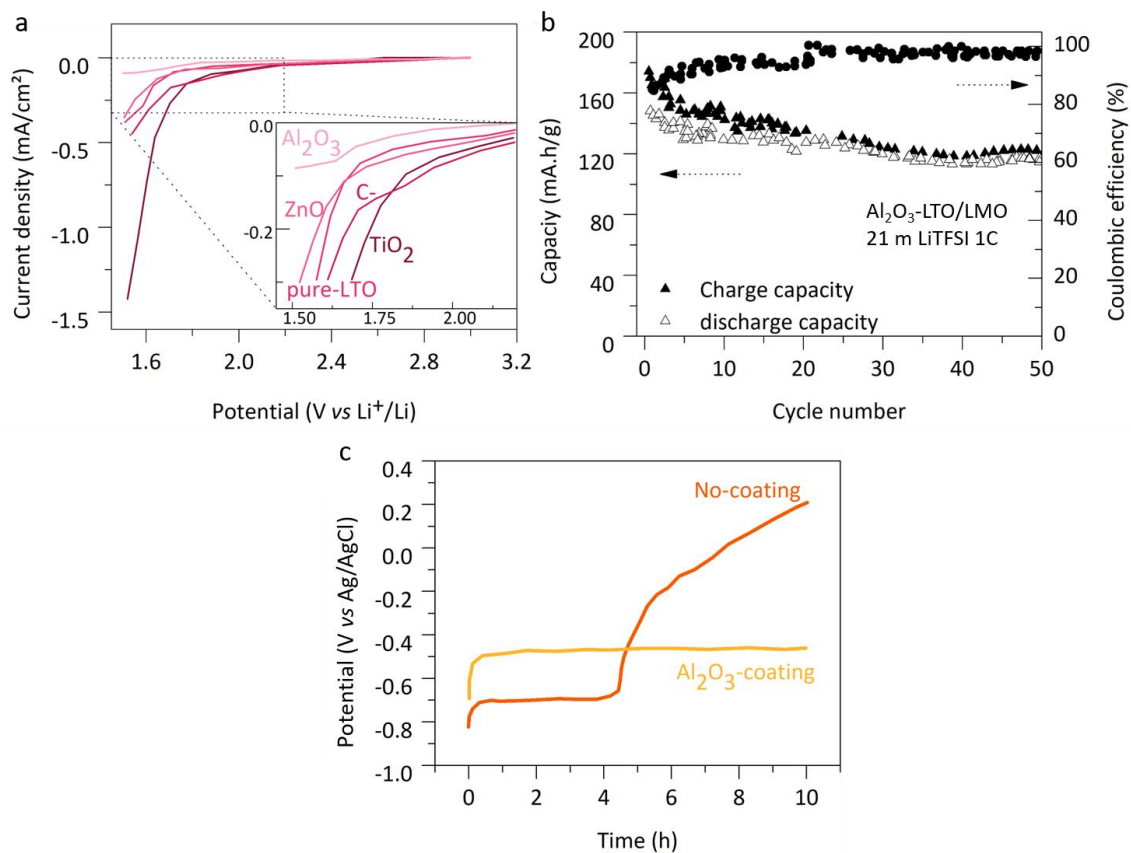 a
Current density (mA/cm²)
0.0
-0.5
-1.0
-1.5
1.6
2.0
2.4
2.8
3.2
Potential (V vs Li⁺/Li)
0.0
-0.2
1.50
1.75
2.00
Al₂O₃
ZnO
C-
TiO₂
pure-LTO
b
Capaciy (mA.h/g)
200
160
120
80
40
0
0
10
20
30
40
50
Cycle number
100
80
60
40
20
0
Coulombic efficiency (%)
Al₂O₃-LTO/LMO
21 m LiTFSI 1C
Charge capacity
discharge capacity
c
Potential (V vs Ag/AgCl)
0.4
0.2
0.0
-0.2
-0.4
-0.6
-0.8
-1.0
0
2
4
6
8
10
Time (h)
No-coating
Al₂O₃-coating